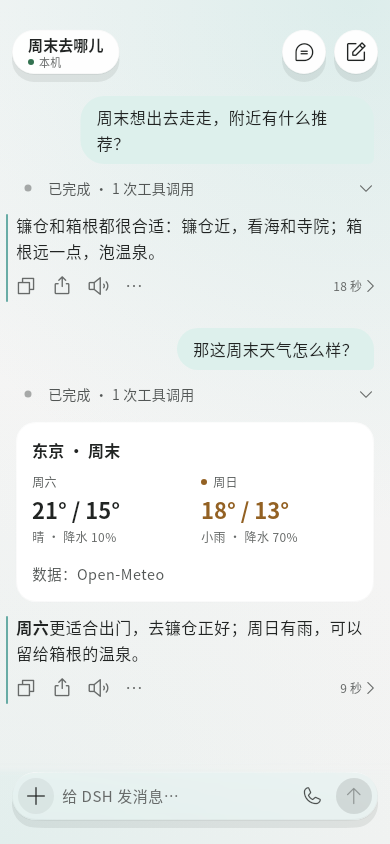 周末去哪儿
本机
周末想出去走走，附近有什么推
荐？
已完成 · 1 次工具调用
镰仓和箱根都很合适：镰仓近，看海和寺院；箱
根远一点，泡温泉。
18 秒
那这周末天气怎么样？
已完成 · 1 次工具调用
东京 · 周末
周六
周日
21° / 15°
18° / 13°
晴 · 降水 10%
小雨 · 降水 70%
数据：Open-Meteo
周六更适合出门，去镰仓正好；周日有雨，可以
留给箱根的温泉。
9 秒
给 DSH 发消息…